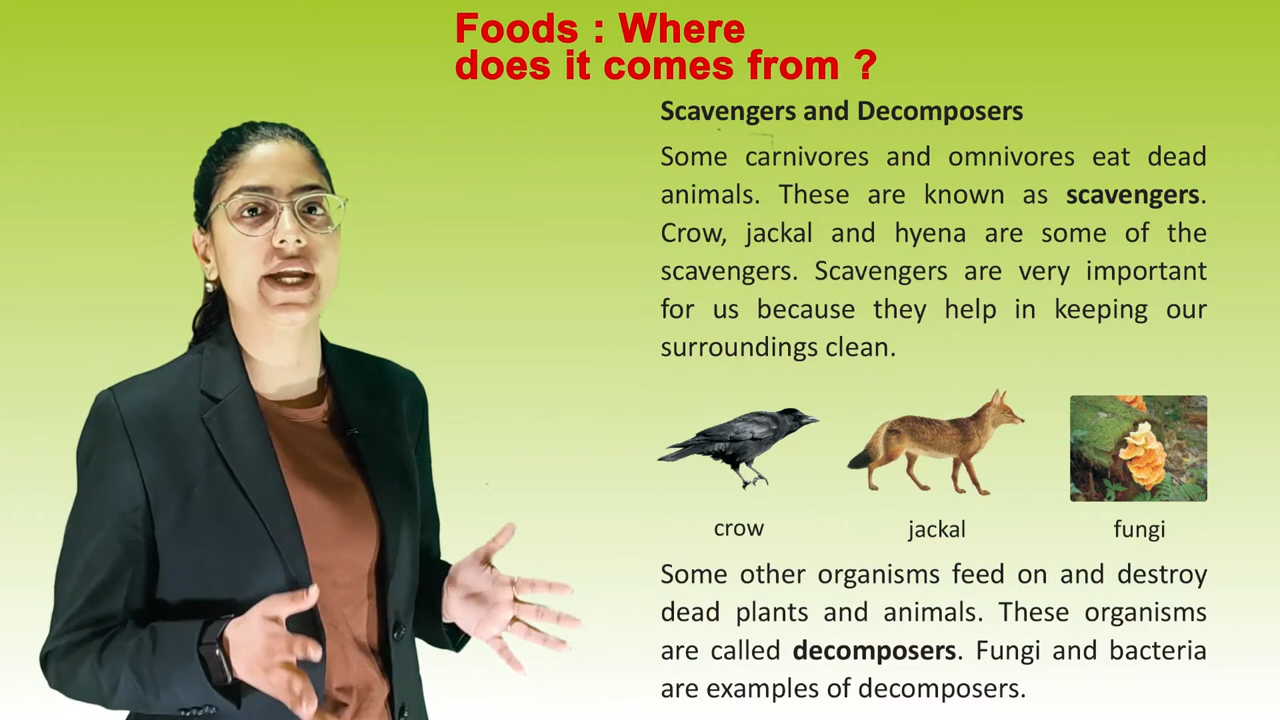 Foods : Where
does it comes from ?
Scavengers and Decomposers
Some carnivores and omnivores eat dead
animals. These are known as scavengers.
Crow, jackal and hyena are some of the
scavengers. Scavengers are very important
for us because they help in keeping our
surroundings clean.
crow
jackal
fungi
Some other organisms feed on and destroy
dead plants and animals. These organisms
are called decomposers. Fungi and bacteria
are examples of decomposers.